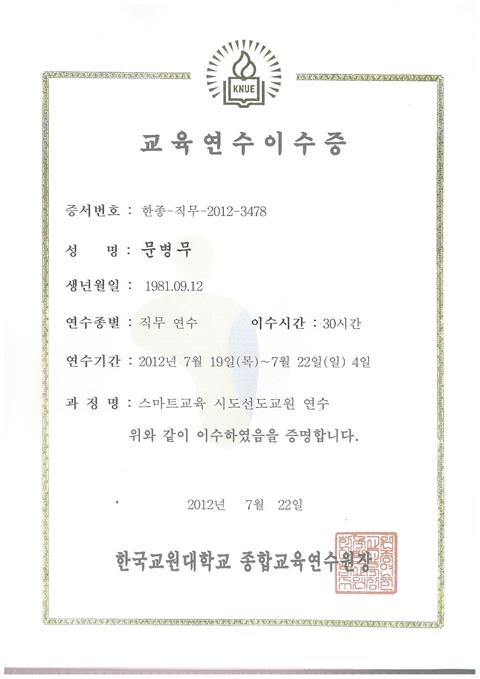 KNUE
교육연수이수증
증서번호 : 한종-직무-2012-3478
성 명 : 문병무
생년월일 : 1981.09.12
연수종별 : 직무 연수 이수시간 : 30시간
연수기간 : 2012년 7월 19일(목)~7월 22일(일) 4일
과 정 명 : 스마트교육 시도선도교원 연수
위와 같이 이수하였음을 증명합니다.
2012년 7월 22일
한국교원대학교 종합교육연수원장